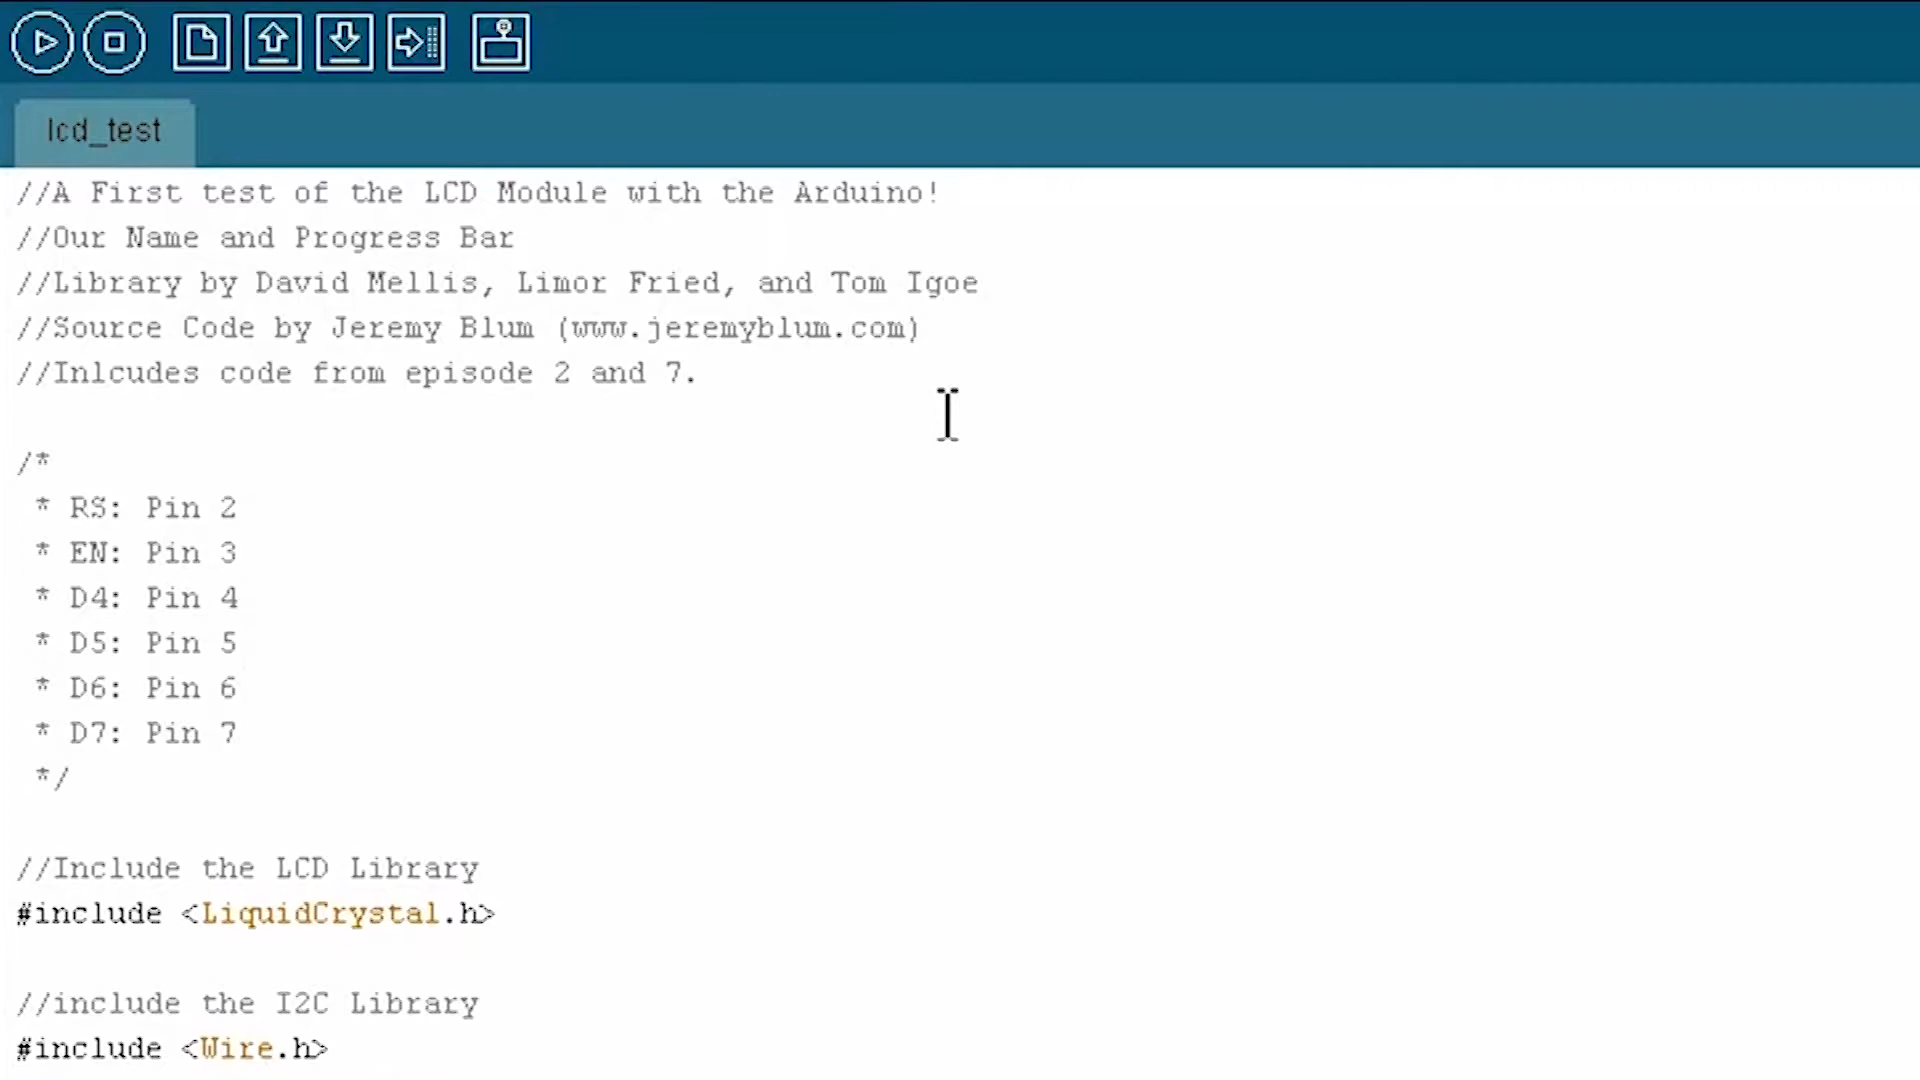 lcd_test
//A First test of the LCD Module with the Arduino!
//Our Name and Progress Bar
//Library by David Mellis, Limor Fried, and Tom Igoe
//Source Code by Jeremy Blum (www.jeremyblum.com)
//Inlcudes code from episode 2 and 7.
/*
* RS: Pin 2
* EN: Pin 3
* D4: Pin 4
* D5: Pin 5
* D6: Pin 6
* D7: Pin 7
*/
//Include the LCD Library
#include <LiquidCrystal.h>
//include the I2C Library
#include <Wire.h>